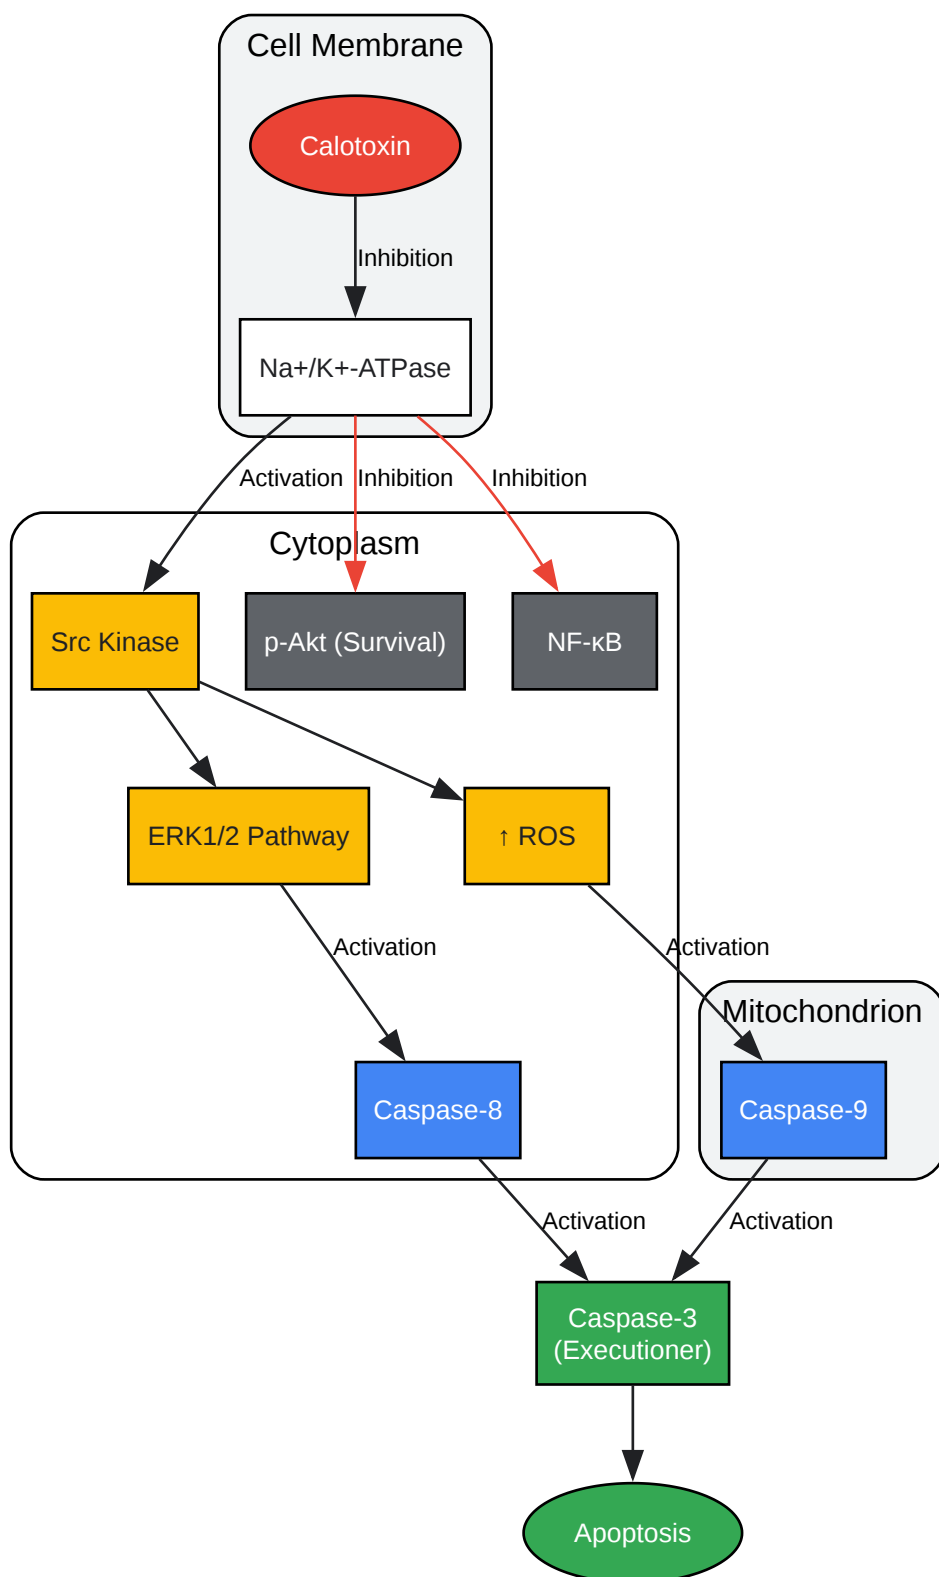 Cell Membrane
Calotoxin
Inhibition
Na+/K+-ATPase
Activation
Inhibition
Inhibition
Cytoplasm
Src Kinase
p-Akt (Survival)
NF-κB
ERK1/2 Pathway
↑ ROS
Activation
Activation
Mitochondrion
Caspase-8
Caspase-9
Activation
Activation
Caspase-3
(Executioner)
Apoptosis